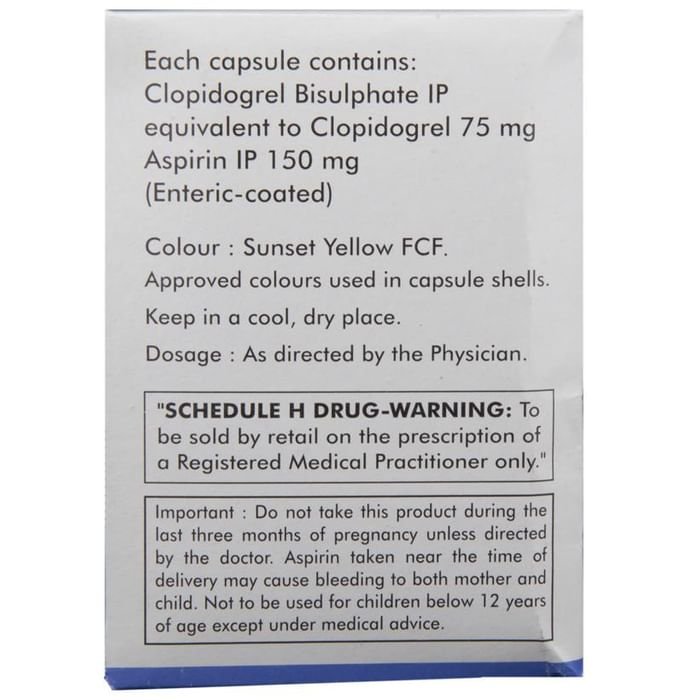 Each capsule contains:
Clopidogrel Bisulphate IP
equivalent to Clopidogrel 75 mg
Aspirin IP 150 mg
(Enteric-coated)
Colour : Sunset Yellow FCF.
Approved colours used in capsule shells.
Keep in a cool, dry place.
Dosage : As directed by the Physician.
"SCHEDULE H DRUG-WARNING: To
be sold by retail on the prescription of
a Registered Medical Practitioner only."
Important : Do not take this product during the
last three months of pregnancy unless directed
by the doctor. Aspirin taken near the time of
delivery may cause bleeding to both mother and
child. Not to be used for children below 12 years
of age except under medical advice.